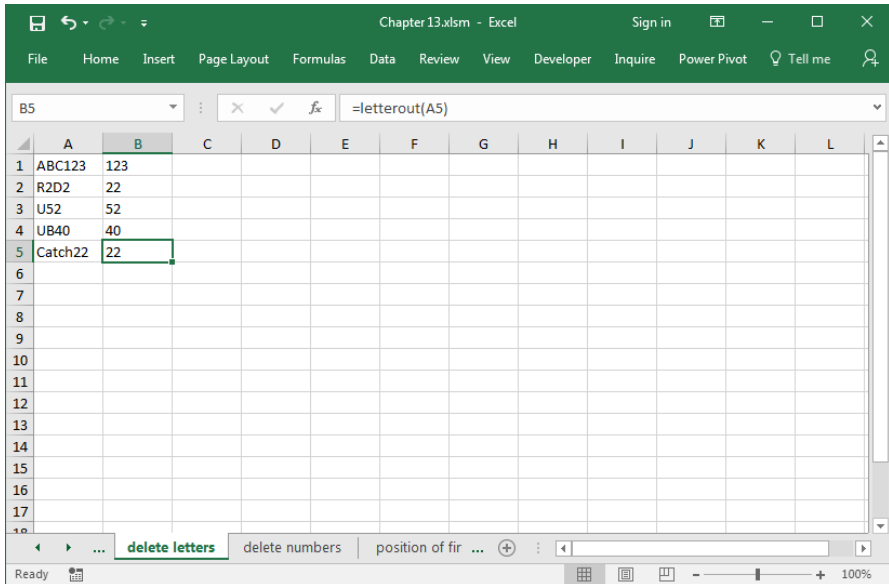 Chapter 13.xlsm - Excel Sign in
File Home Insert Page Layout Formulas Data Review View Developer Inquire Power Pivot Tell me
B5 fx =letterout(A5)
A B C D E F G H I J K L
1 ABC123 123
2 R2D2 22
3 U52 52
4 UB40 40
5 Catch22 22
6
7
8
9
10
11
12
13
14
15
16
17
18
... delete letters delete numbers position of fir ...
Ready 100%